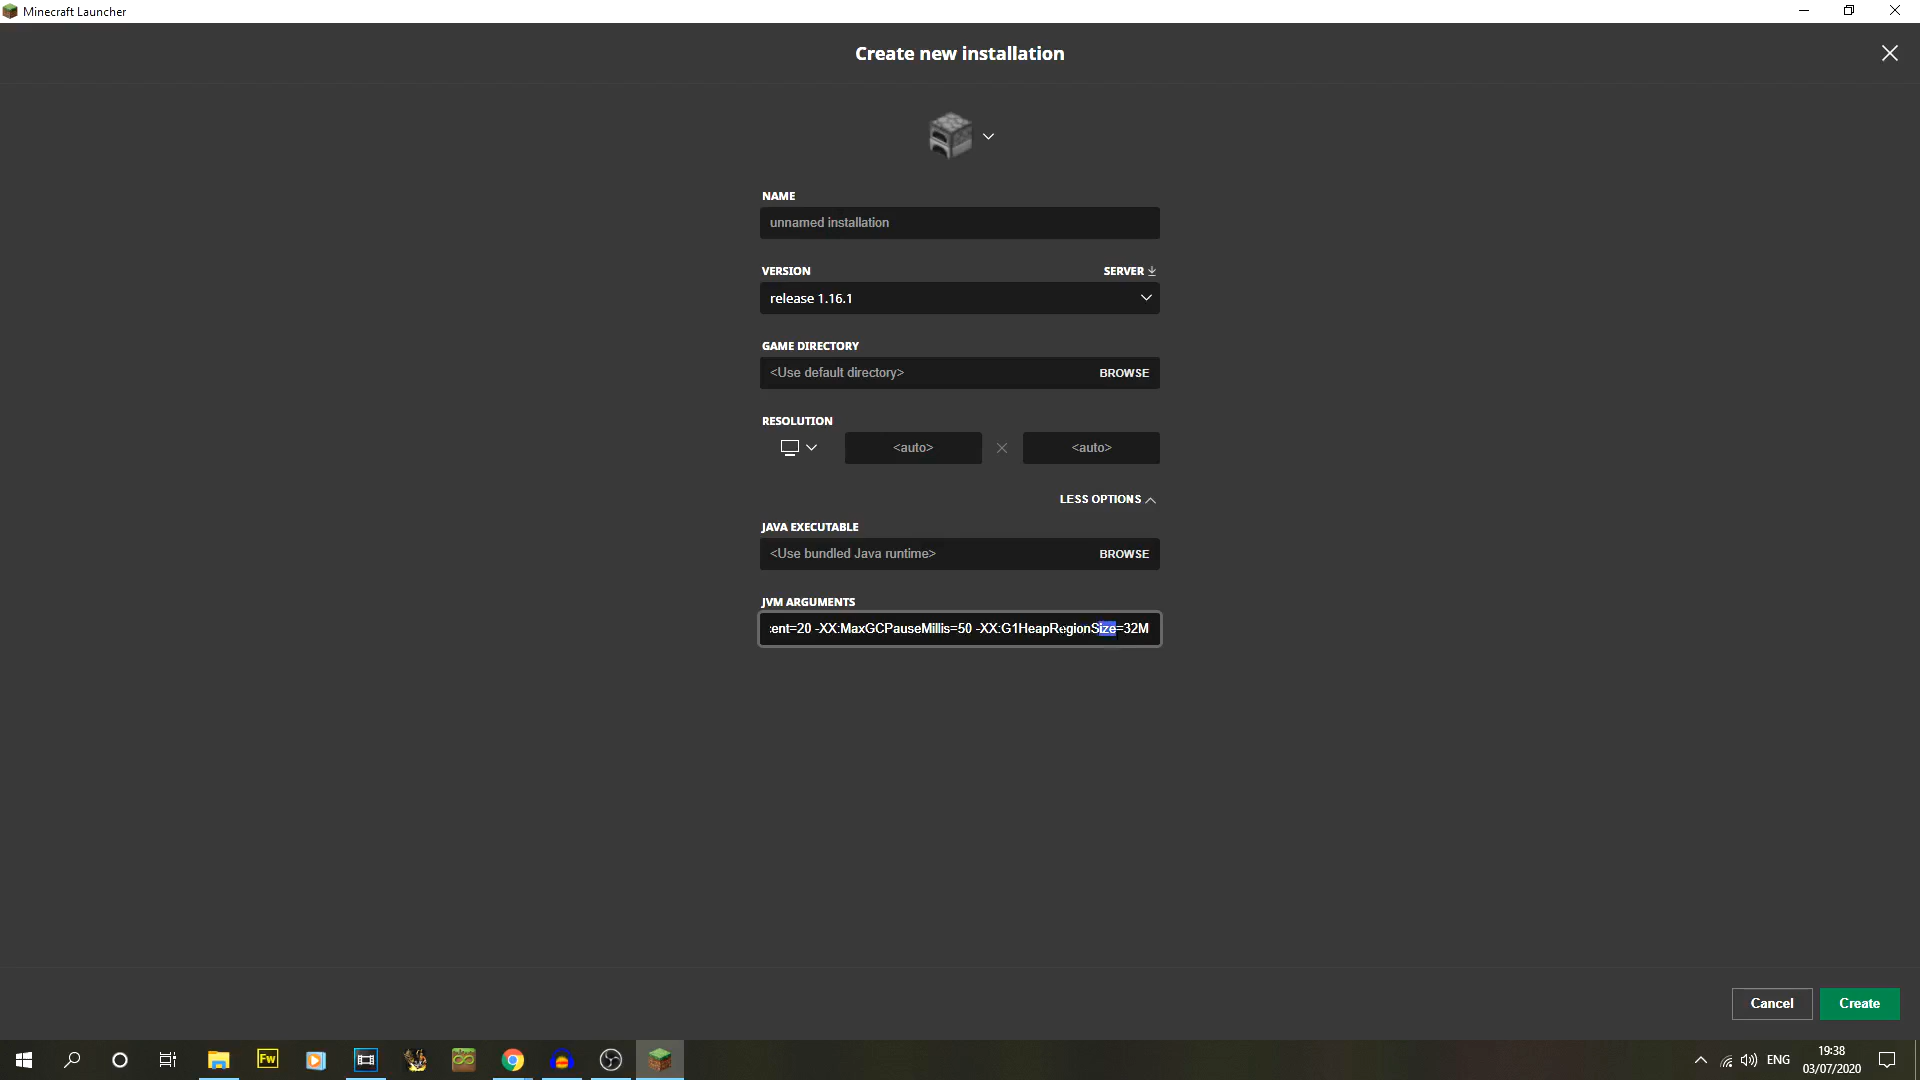 Minecraft Launcher
Create new installation
NAME
unnamed installation
VERSION
SERVER
release 1.16.1
GAME DIRECTORY
<Use default directory>
BROWSE
RESOLUTION
<auto>
<auto>
LESS OPTIONS
JAVA EXECUTABLE
<Use bundled Java runtime>
BROWSE
JVM ARGUMENTS
cent=20 -XX:MaxGCPauseMillis=50 -XX:G1HeapRegionSize=32M
Cancel
Create
Fw
ENG
19:38
03/07/2020